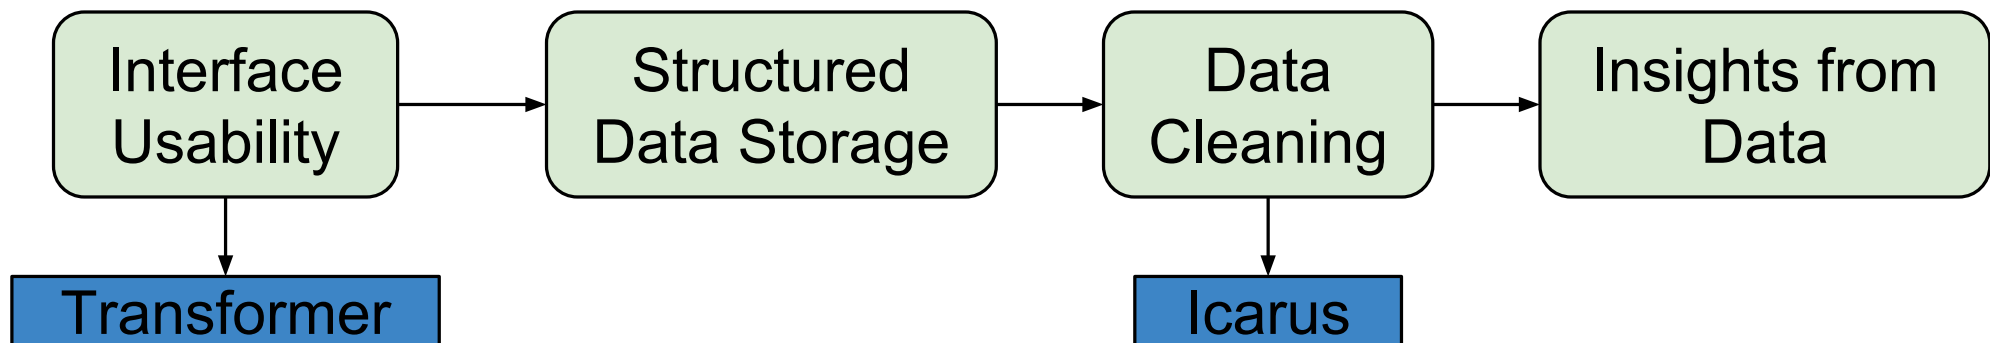 Interface
Usability
Structured
Data Storage
Data
Cleaning
Insights from
Data
Transformer
Icarus